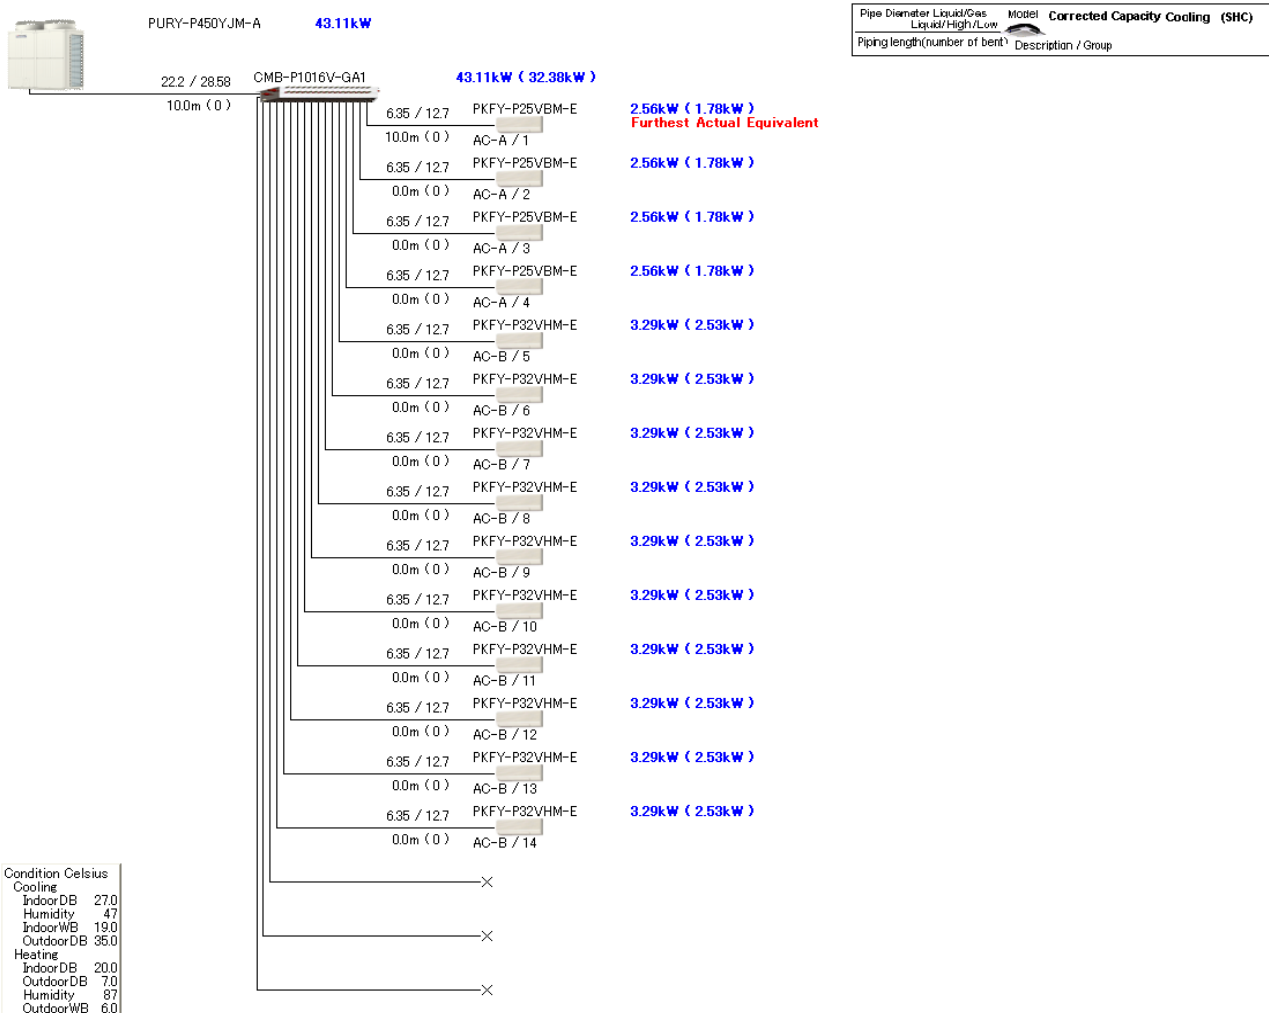 PURY-P450YJM-A 43.11kW
Pipe Diameter Liquid/Gas Model Corrected Capacity Cooling (SHC)
Liquid/High/Low
Piping length(number of bent) Description / Group
22.2 / 28.58 CMB-P1016V-GA1 43.11kW ( 32.38kW )
10.0m ( 0 )
6.35 / 12.7 PKFY-P25VBM-E 2.56kW ( 1.78kW )
Furthest Actual Equivalent
10.0m ( 0 ) AC-A / 1
6.35 / 12.7 PKFY-P25VBM-E 2.56kW ( 1.78kW )
0.0m ( 0 ) AC-A / 2
6.35 / 12.7 PKFY-P25VBM-E 2.56kW ( 1.78kW )
0.0m ( 0 ) AC-A / 3
6.35 / 12.7 PKFY-P25VBM-E 2.56kW ( 1.78kW )
0.0m ( 0 ) AC-A / 4
6.35 / 12.7 PKFY-P32VHM-E 3.29kW ( 2.53kW )
0.0m ( 0 ) AC-B / 5
6.35 / 12.7 PKFY-P32VHM-E 3.29kW ( 2.53kW )
0.0m ( 0 ) AC-B / 6
6.35 / 12.7 PKFY-P32VHM-E 3.29kW ( 2.53kW )
0.0m ( 0 ) AC-B / 7
6.35 / 12.7 PKFY-P32VHM-E 3.29kW ( 2.53kW )
0.0m ( 0 ) AC-B / 8
6.35 / 12.7 PKFY-P32VHM-E 3.29kW ( 2.53kW )
0.0m ( 0 ) AC-B / 9
6.35 / 12.7 PKFY-P32VHM-E 3.29kW ( 2.53kW )
0.0m ( 0 ) AC-B / 10
6.35 / 12.7 PKFY-P32VHM-E 3.29kW ( 2.53kW )
0.0m ( 0 ) AC-B / 11
6.35 / 12.7 PKFY-P32VHM-E 3.29kW ( 2.53kW )
0.0m ( 0 ) AC-B / 12
6.35 / 12.7 PKFY-P32VHM-E 3.29kW ( 2.53kW )
0.0m ( 0 ) AC-B / 13
6.35 / 12.7 PKFY-P32VHM-E 3.29kW ( 2.53kW )
0.0m ( 0 ) AC-B / 14
Condition Celsius
Cooling
IndoorDB 27.0
Humidity 47
IndoorWB 19.0
OutdoorDB 35.0
Heating
IndoorDB 20.0
OutdoorDB 7.0
Humidity 87
OutdoorWB 6.0